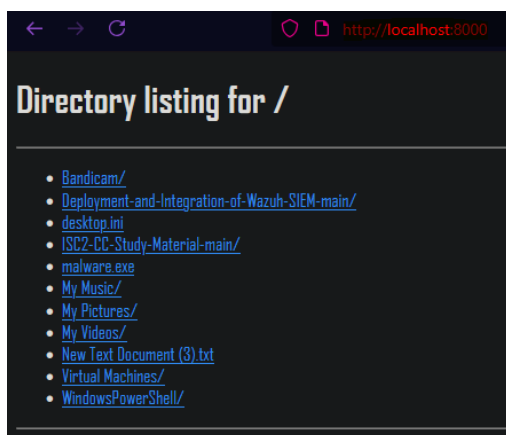 http://localhost:8000
Directory listing for /
Bandicam/
Deployment-and-Integration-of-Wazuh-SIEM-main/
desktop.ini
ISC2-CC-Study-Material-main/
malware.exe
My Music/
My Pictures/
My Videos/
New Text Document (3).txt
Virtual Machines/
WindowsPowerShell/